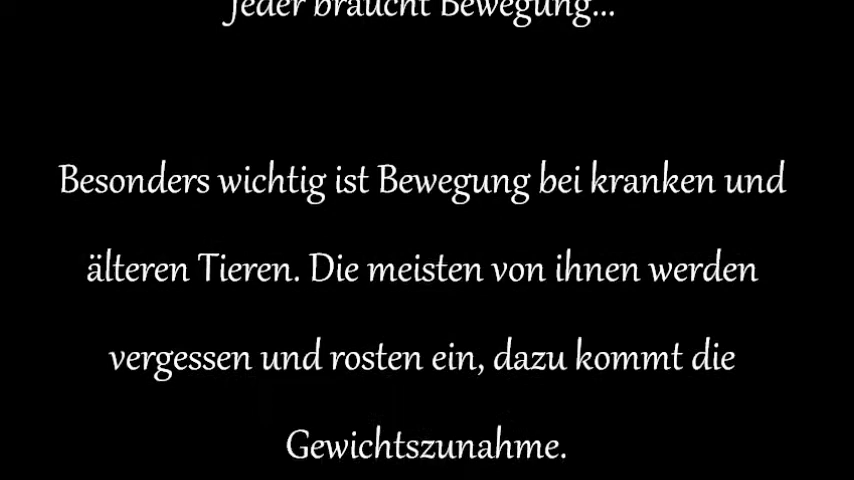 Jeder braucht Bewegung...
Besonders wichtig ist Bewegung bei kranken und
älteren Tieren. Die meisten von ihnen werden
vergessen und rosten ein, dazu kommt die
Gewichtszunahme.